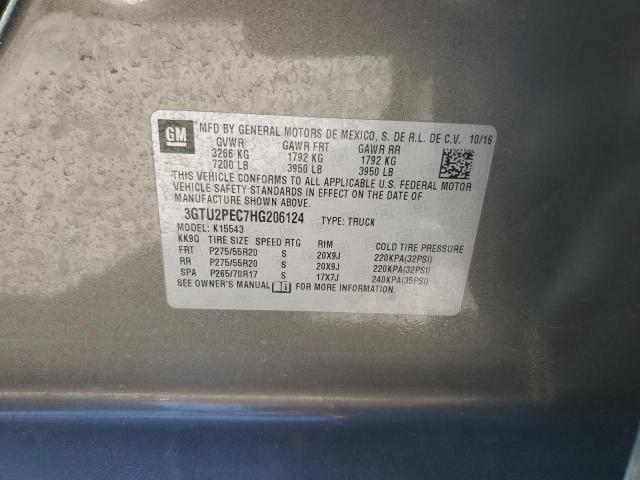 GM
MFD BY GENERAL MOTORS DE MEXICO, S. DE R.L. DE C.V. 10/16
GVWR GAWR FRT GAWR RR
3266 KG 1792 KG 1792 KG
7200 LB 3950 LB 3950 LB
THIS VEHICLE CONFORMS TO ALL APPLICABLE U.S. FEDERAL MOTOR
VEHICLE SAFETY STANDARDS IN EFFECT ON THE DATE OF
MANUFACTURE SHOWN ABOVE.
3GTU2PEC7HG206124 TYPE: TRUCK
MODEL: K15543
KK9Q TIRE SIZE SPEED RTG RIM COLD TIRE PRESSURE
FRT P275/55R20 S 20X9J 220KPA(32PSI)
RR P275/55R20 S 20X9J 220KPA(32PSI)
SPA P265/70R17 S 17X7J 240KPA(35PSI)
SEE OWNER'S MANUAL FOR MORE INFORMATION.